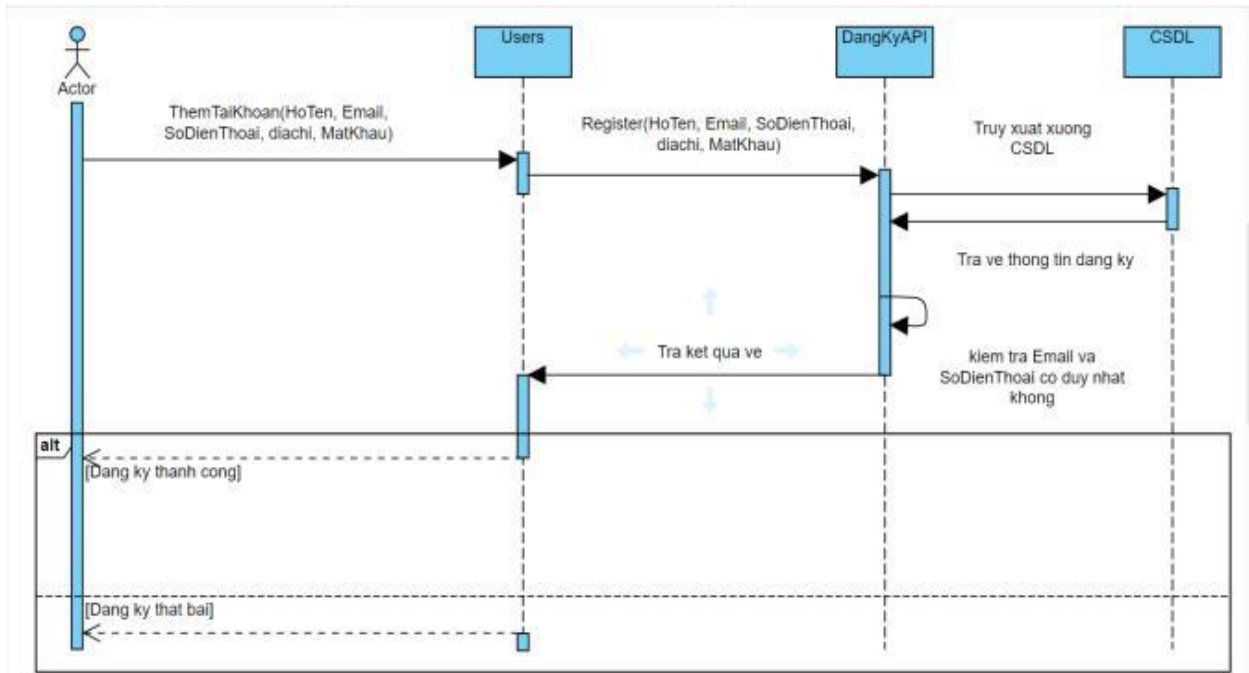 Users
DangKyAPI
CSDL
Actor
ThemTaiKhoan(HoTen, Email,
SoDienThoai, diachi, MatKhau)
Register(HoTen, Email, SoDienThoai,
diachi, MatKhau)
Truy xuat xuong
CSDL
Tra ve thong tin dang ky
Tra ket qua ve
kiem tra Email va
SoDienThoai co duy nhat
khong
alt
[Dang ky thanh cong]
[Dang ky that bai]